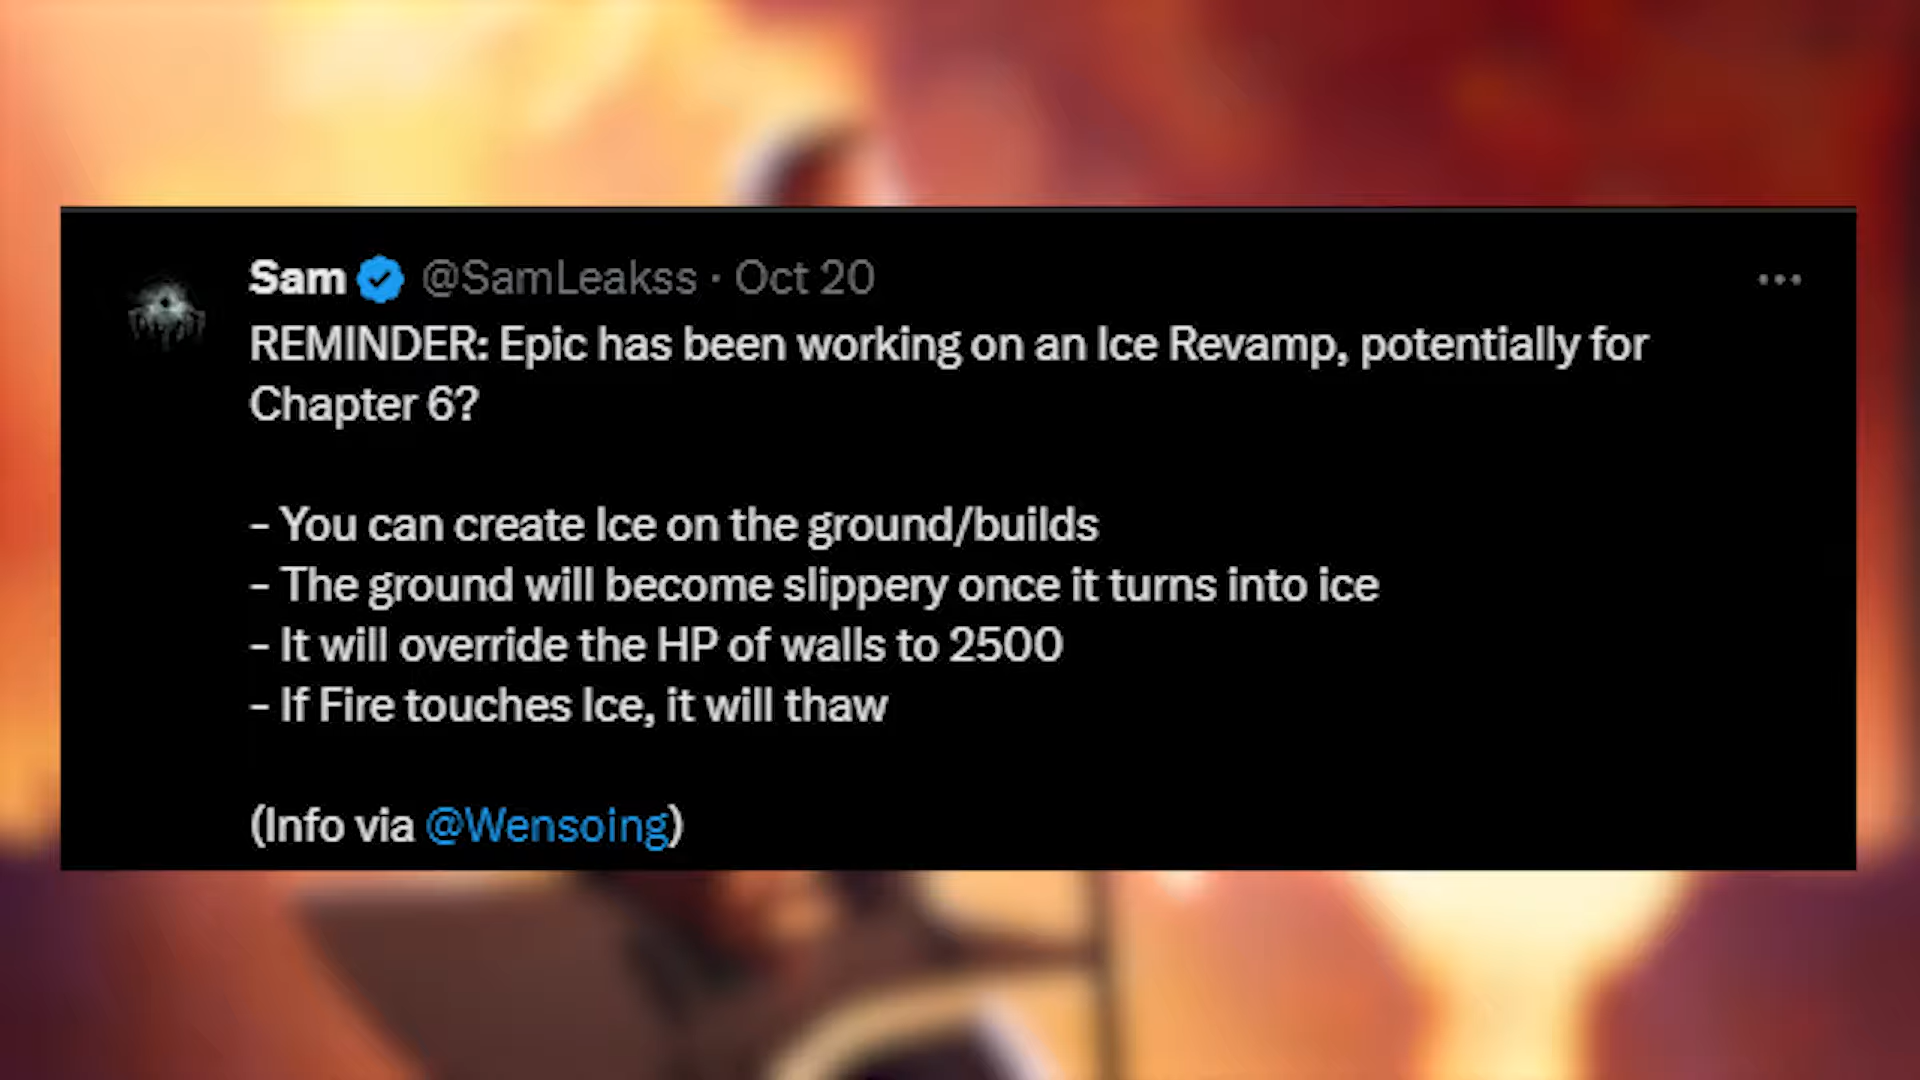 Sam @SamLeakss · Oct 20
REMINDER: Epic has been working on an Ice Revamp, potentially for
Chapter 6?
- You can create Ice on the ground/builds
- The ground will become slippery once it turns into ice
- It will override the HP of walls to 2500
- If Fire touches Ice, it will thaw
(Info via @Wensoing)